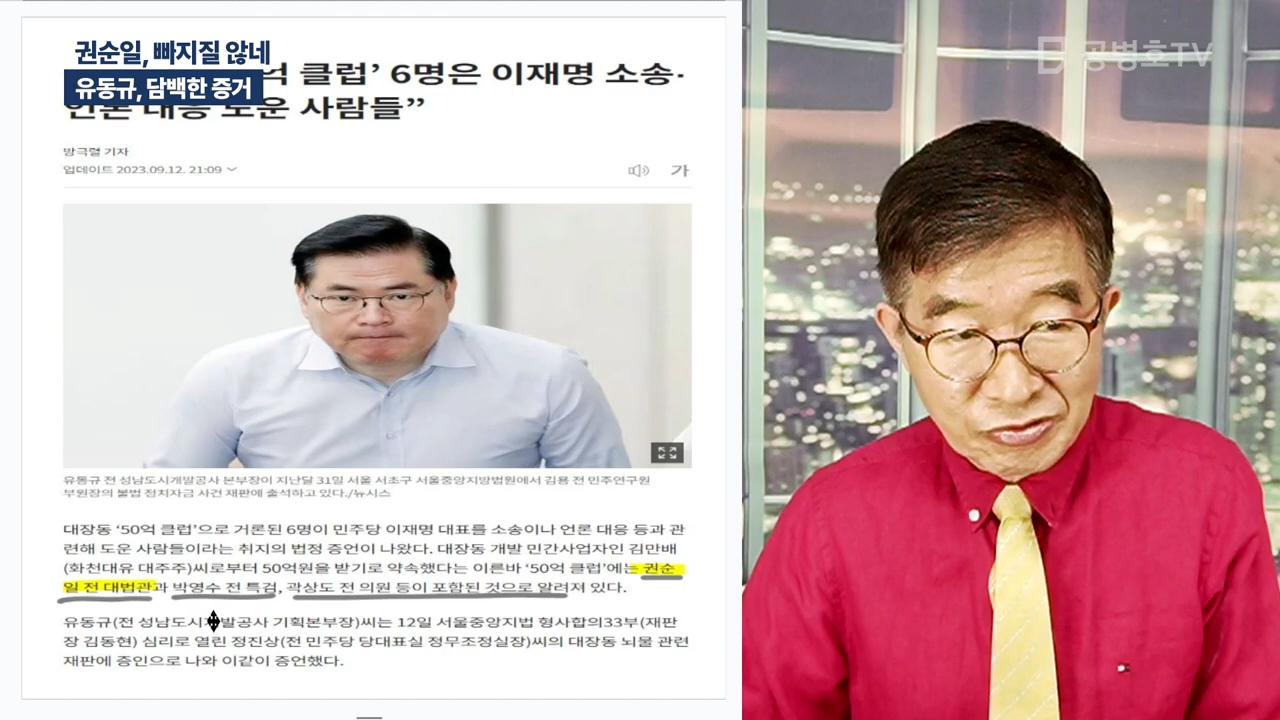 권순일, 빠지질 않네
유동규, 담백한 증거
억 클럽’ 6명은 이재명 소송·
언론 대응 도운 사람들”
방극렬 기자
업데이트 2023.09.12. 21:09
가
유동규 전 성남도시개발공사 본부장이 지난달 31일 서울 서초구 서울중앙지방법원에서 김용 전 민주연구원
부원장의 불법 정치자금 사건 재판에 출석하고 있다./뉴시스
대장동 ‘50억 클럽’으로 거론된 6명이 민주당 이재명 대표를 소송이나 언론 대응 등과 관
련해 도운 사람들이라는 취지의 법정 증언이 나왔다. 대장동 개발 민간사업자인 김만배
(화천대유 대주주)씨로부터 50억원을 받기로 약속했다는 이른바 ‘50억 클럽’에는 권순
일 전 대법관과 박영수 전 특검, 곽상도 전 의원 등이 포함된 것으로 알려져 있다.
유동규(전 성남도시개발공사 기획본부장)씨는 12일 서울중앙지법 형사합의33부(재판
장 김동현) 심리로 열린 정진상(전 민주당 당대표실 정무조정실장)씨의 대장동 뇌물 관련
재판에 증인으로 나와 이같이 증언했다.
공병호TV